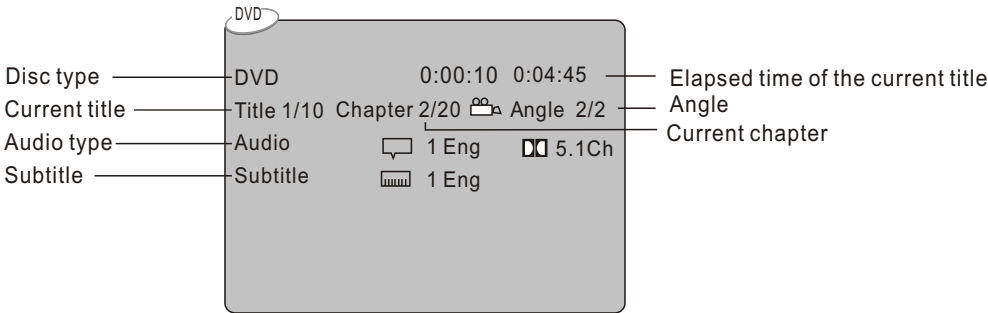 DVD
Disc type DVD 0:00:10 0:04:45 Elapsed time of the current title
Current title Title 1/10 Chapter 2/20 Angle 2/2 Angle
Current chapter
Audio type Audio 1 Eng 5.1Ch
Subtitle Subtitle 1 Eng